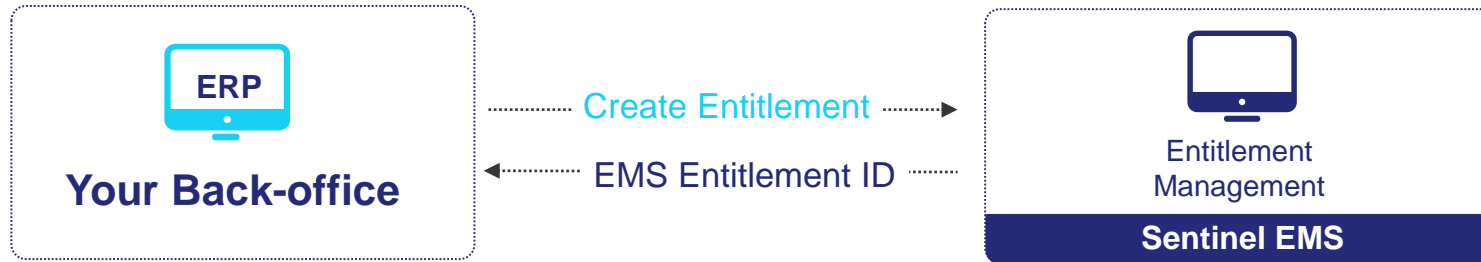 ERP
Your Back-office
Create Entitlement
EMS Entitlement ID
Entitlement
Management
Sentinel EMS